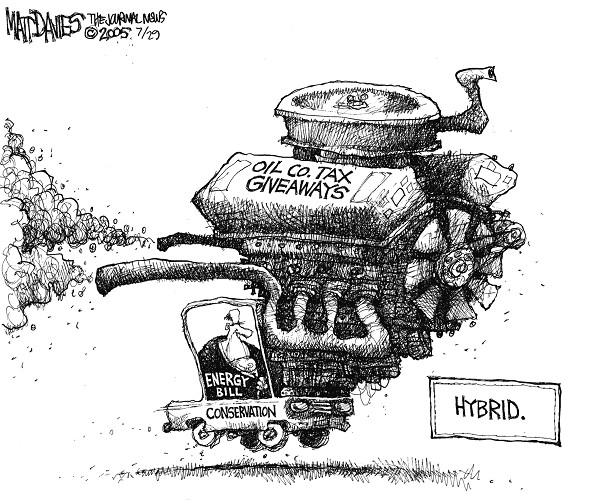 MATT DAVIES THE JOURNAL NEWS
© 2005 7/29
OIL CO. TAX
GIVEAWAYS
ENERGY
BILL
CONSERVATION
HYBRID.